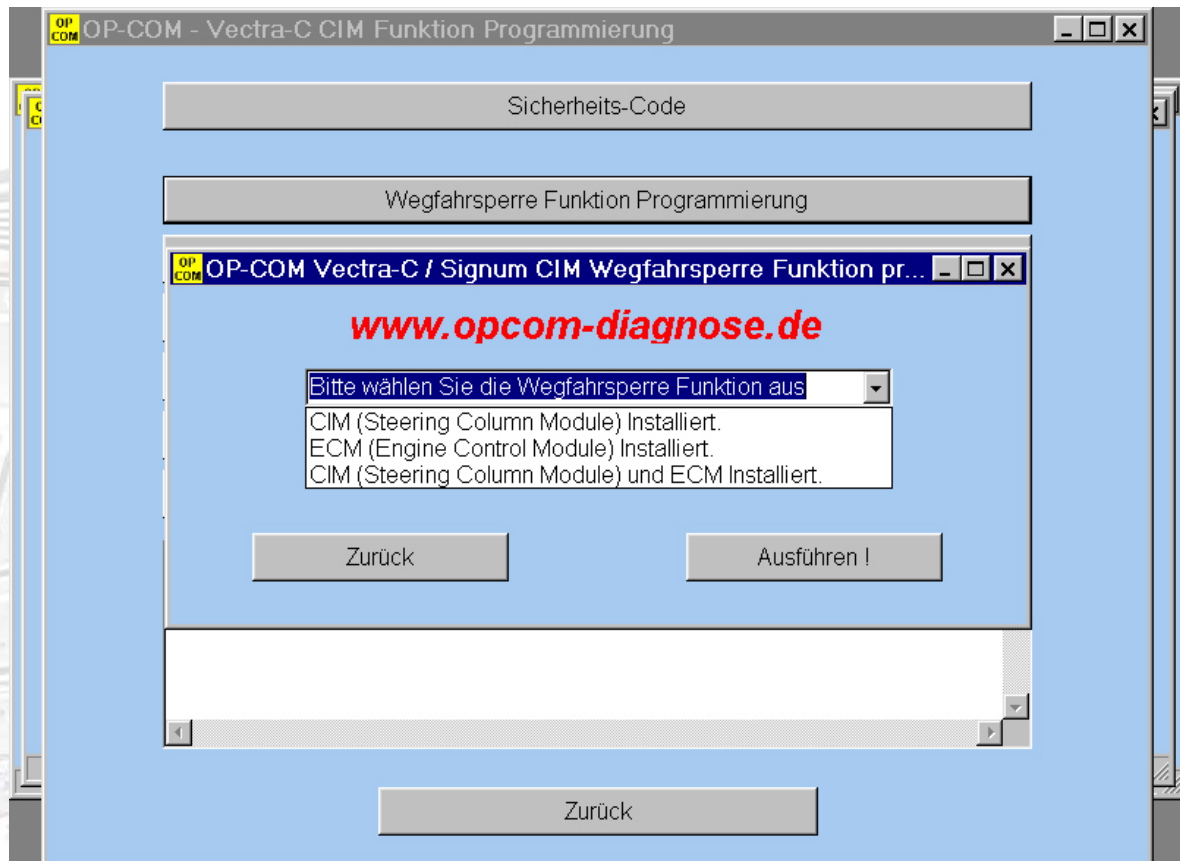 OP COM OP-COM - Vectra-C CIM Funktion Programmierung
Sicherheits-Code
Wegfahrsperre Funktion Programmierung
OP COM OP-COM Vectra-C / Signum CIM Wegfahrsperre Funktion pr...
www.opcom-diagnose.de
Bitte wählen Sie die Wegfahrsperre Funktion aus
CIM (Steering Column Module) Installiert.
ECM (Engine Control Module) Installiert.
CIM (Steering Column Module) und ECM Installiert.
Zurück
Ausführen !
Zurück